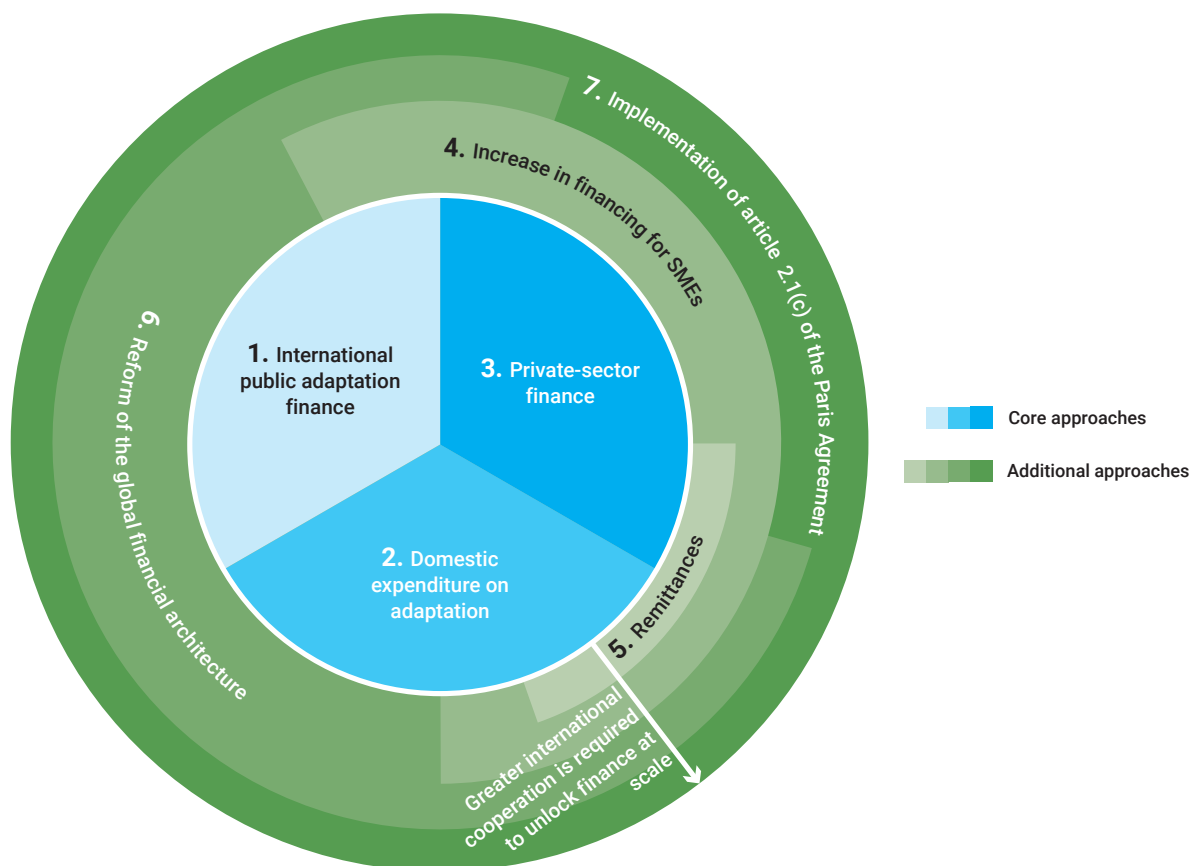 1. International
public adaptation
finance
2. Domestic
expenditure on
adaptation
3. Private-sector
finance
4. Increase in financing for SMEs
5. Remittances
6. Reform of the global financial architecture
7. Implementation of article 2.1(c) of the Paris Agreement
Greater international
cooperation is required
to unlock finance at
scale
Core approaches
Additional approaches